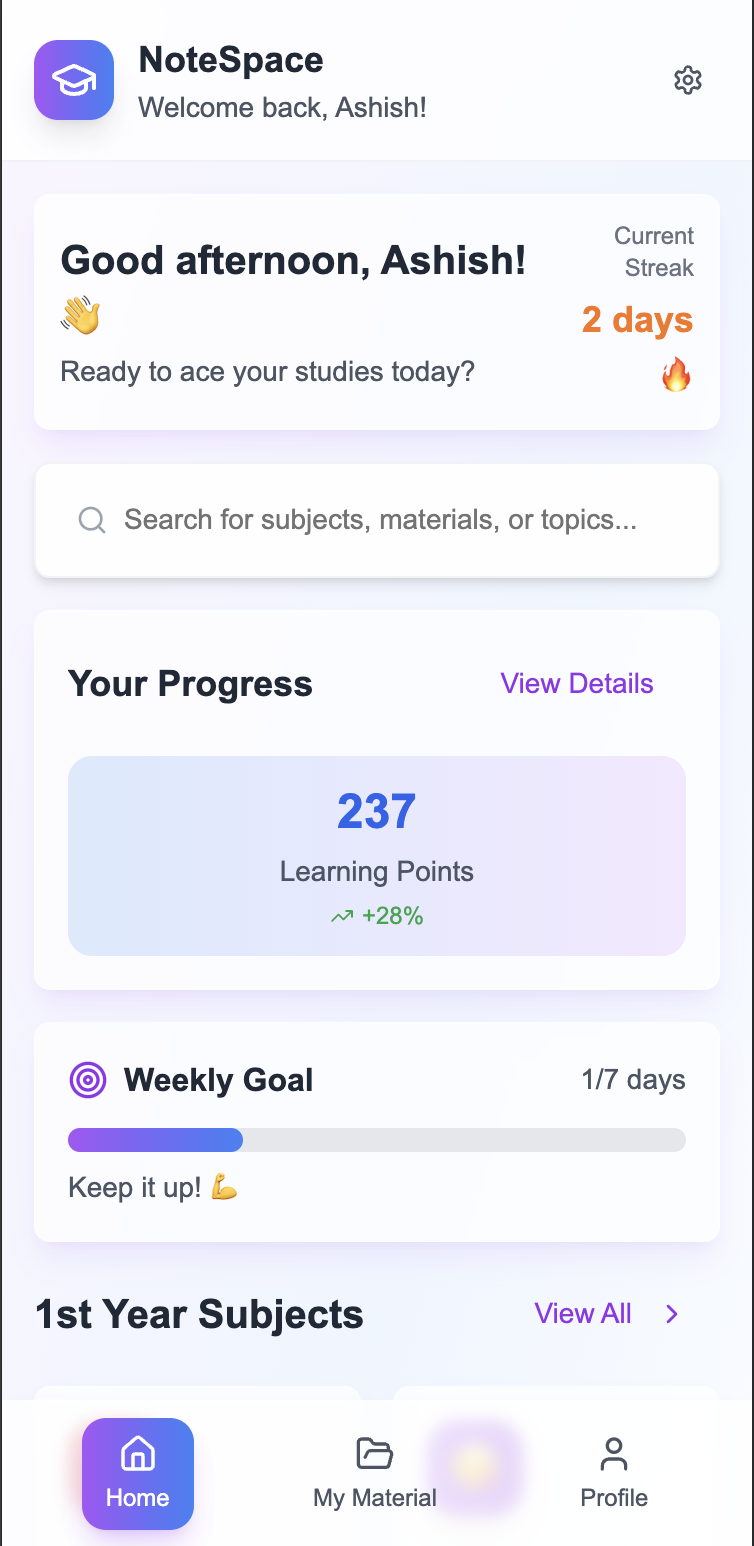 NoteSpace
Welcome back, Ashish!
Good afternoon, Ashish!
👋
Ready to ace your studies today?
Current
Streak
2 days
🔥
Search for subjects, materials, or topics...
Your Progress
View Details
237
Learning Points
+28%
Weekly Goal
1/7 days
Keep it up! 💪
1st Year Subjects
View All
Home
My Material
Profile